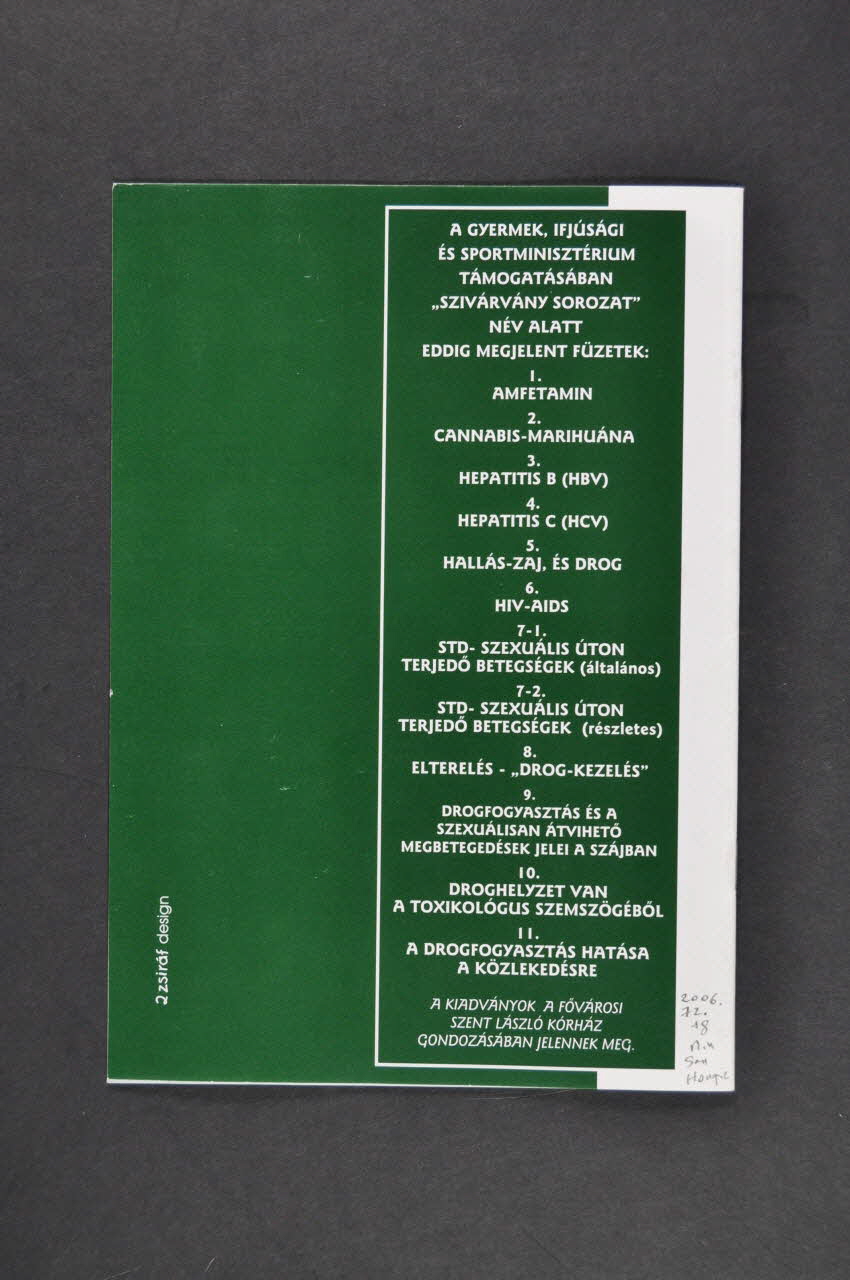 A GYERMEK, IFJÚSÁGI
ÉS SPORTMINISZTÉRIUM
TÁMOGATÁSÁBAN
„SZIVÁRVÁNY SOROZAT”
NÉV ALATT
EDDIG MEGJELENT FÜZETEK:
1.
AMFETAMIN
2.
CANNABIS-MARIHUÁNA
3.
HEPATITIS B (HBV)
4.
HEPATITIS C (HCV)
5.
HALLÁS-ZAJ, ÉS DROG
6.
HIV-AIDS
7-1.
STD- SZEXUÁLIS ÚTON
TERJEDŐ BETEGSÉGEK (általános)
7-2.
STD- SZEXUÁLIS ÚTON
TERJEDŐ BETEGSÉGEK (részletes)
8.
ELTERELÉS - „DROG-KEZELÉS”
9.
DROGFOGYASZTÁS ÉS A
SZEXUÁLISAN ÁTVIHETŐ
MEGBETEGEDÉSEK JELEI A SZÁJBAN
10.
DROGHELYZET VAN
A TOXIKOLÓGUS SZEMSZÖGÉBŐL
11.
A DROGFOGYASZTÁS HATÁSA
A KÖZLEKEDÉSRE
A KIADVÁNYOK A FŐVÁROSI
SZENT LÁSZLÓ KÓRHÁZ
GONDOZÁSÁBAN JELENNEK MEG.
zsiráf design
2006.
72.
18